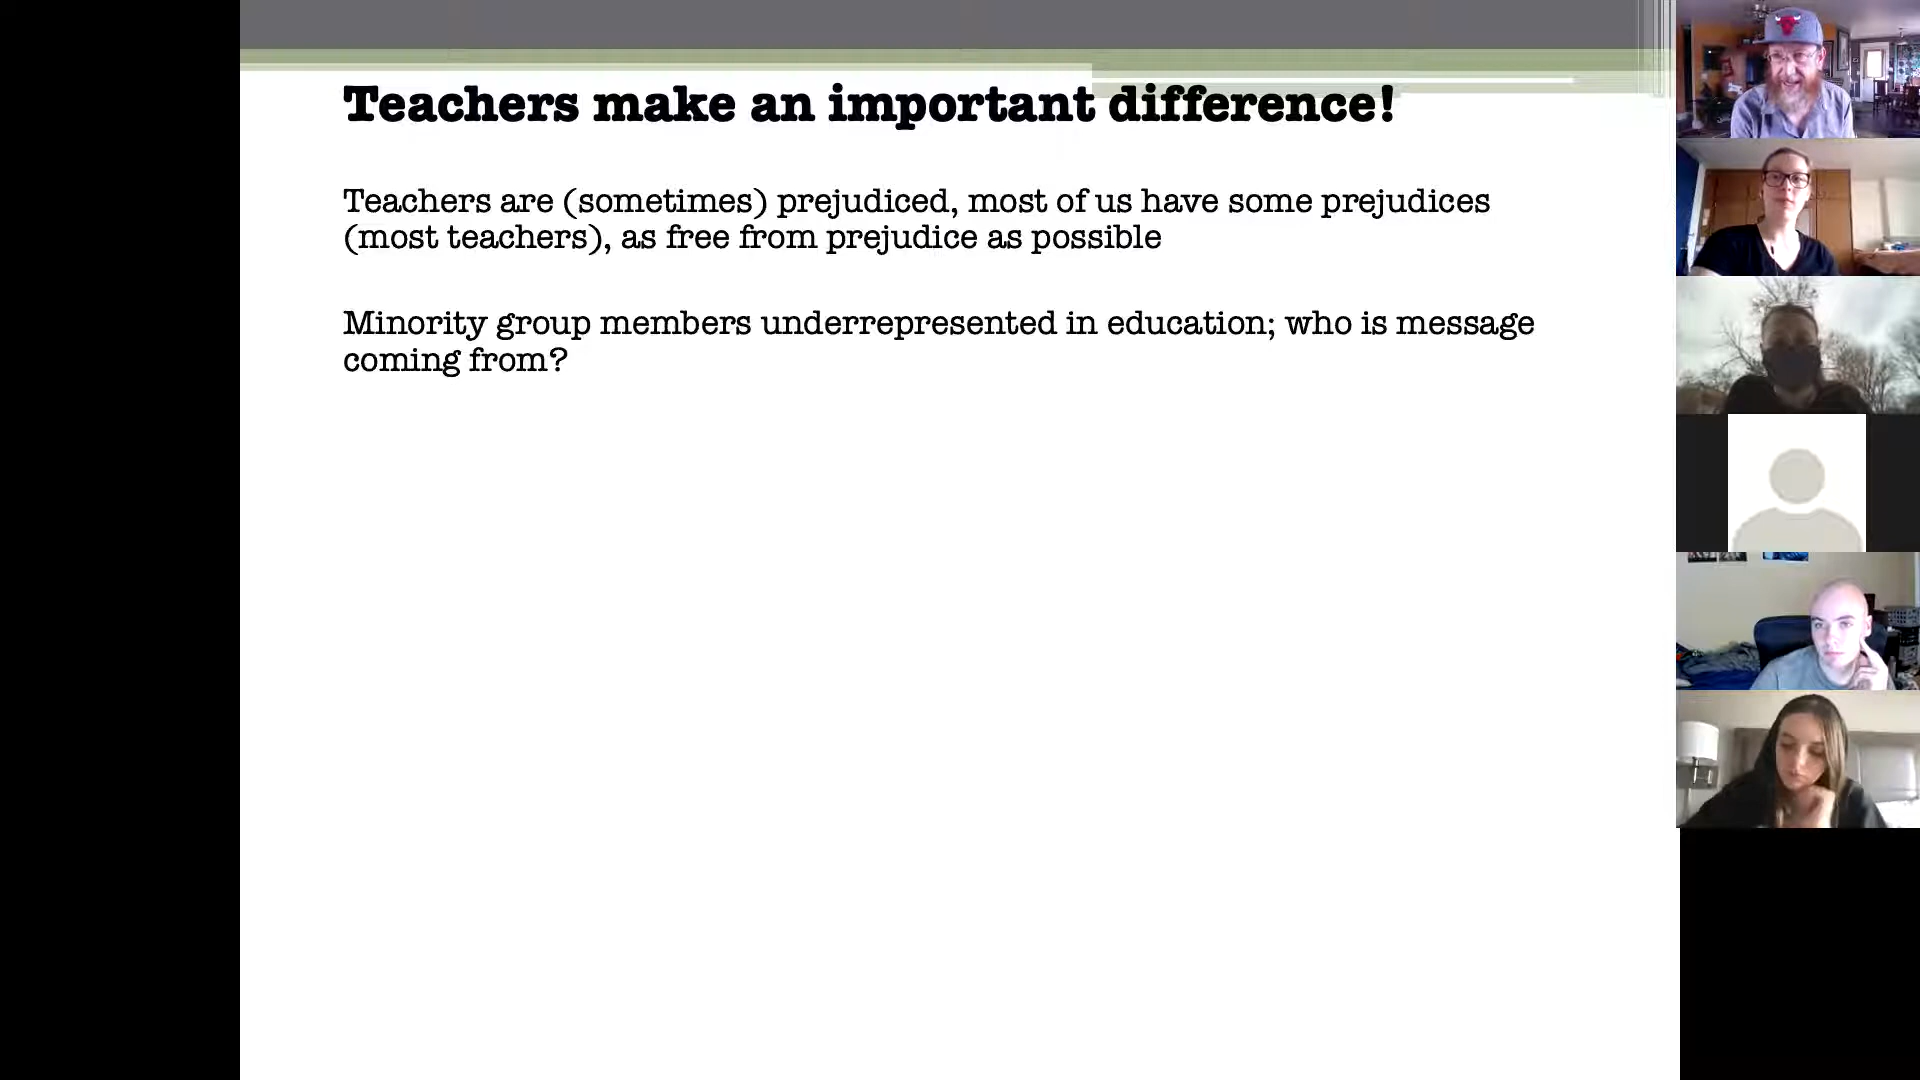 Teachers make an important difference!
Teachers are (sometimes) prejudiced, most of us have some prejudices
(most teachers), as free from prejudice as possible
Minority group members underrepresented in education; who is message
coming from?